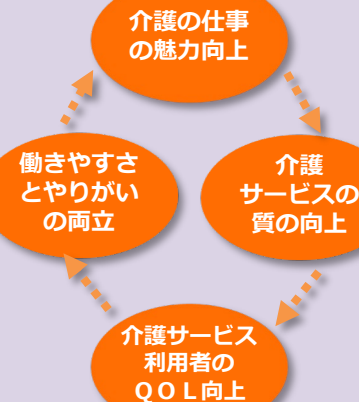 介護の仕事
の魅力向上
働きやすさ
とやりがい
の両立
介護
サービスの
質の向上
介護サービス
利用者の
ＱＯＬ向上